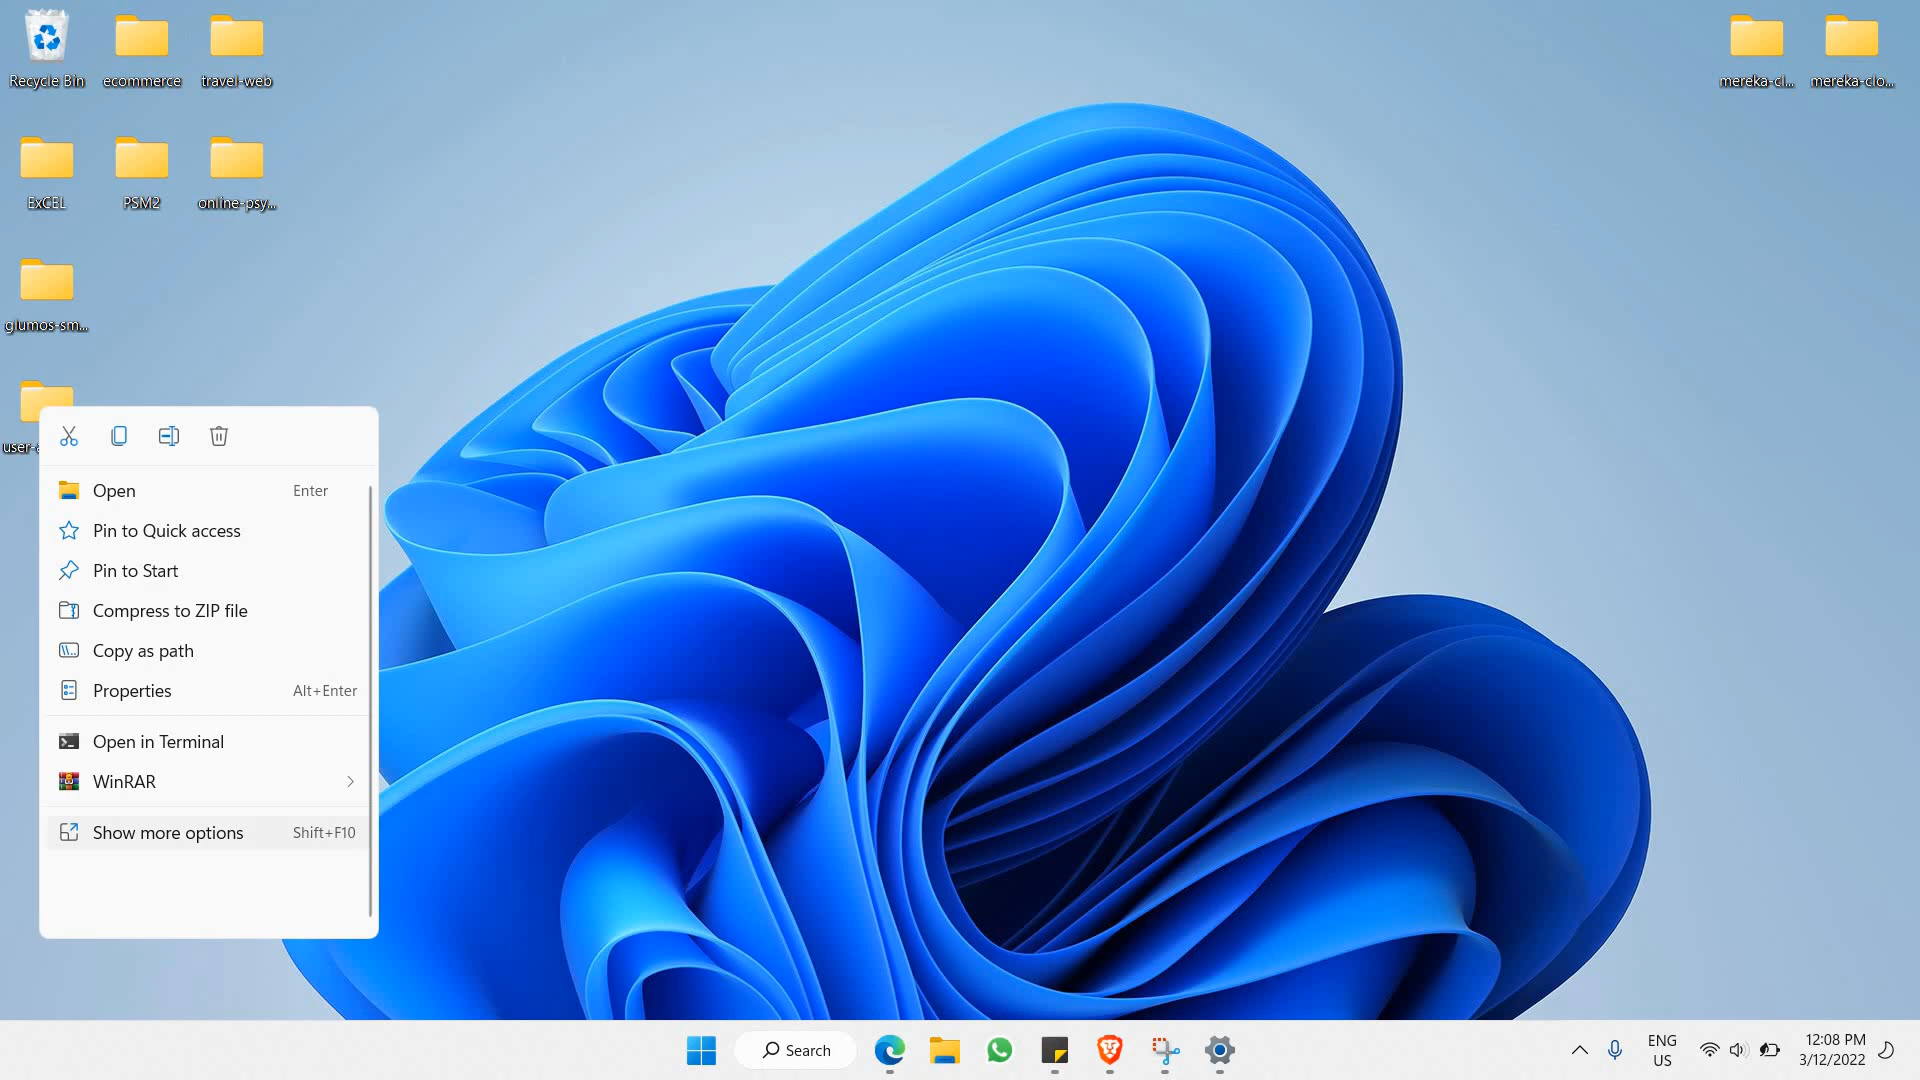 Recycle Bin
ecommerce
travel-web
mereka-cl...
mereka-clo...
ExCEL
PSM2
online-psy...
glumos-sm...
user-a
Open Enter
Pin to Quick access
Pin to Start
Compress to ZIP file
Copy as path
Properties Alt+Enter
Open in Terminal
WinRAR
Show more options Shift+F10
Search
ENG
US
12:08 PM
3/12/2022